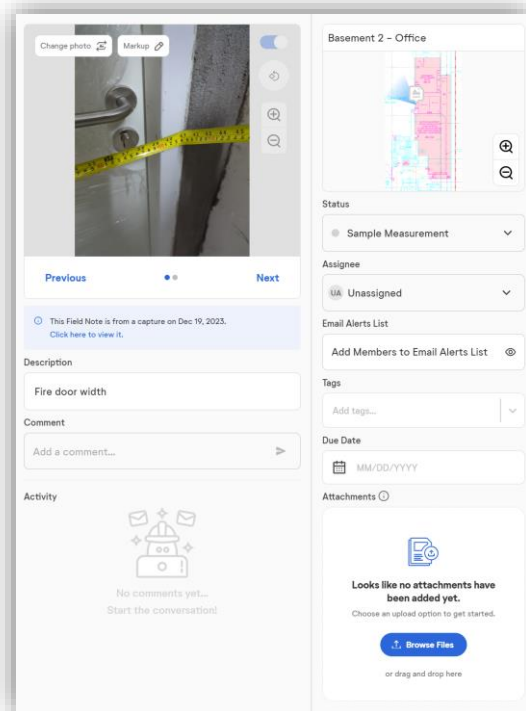 Change photo
Markup
Previous
Next
This Field Note is from a capture on Dec 19, 2023.
Click here to view it.
Description
Fire door width
Comment
Add a comment...
Activity
No comments yet...
Start the conversation!
Basement 2 – Office
Status
Sample Measurement
Assignee
UA Unassigned
Email Alerts List
Add Members to Email Alerts List
Tags
Add tags...
Due Date
MM/DD/YYYY
Attachments
Looks like no attachments have
been added yet.
Choose an upload option to get started.
Browse Files
or drag and drop here